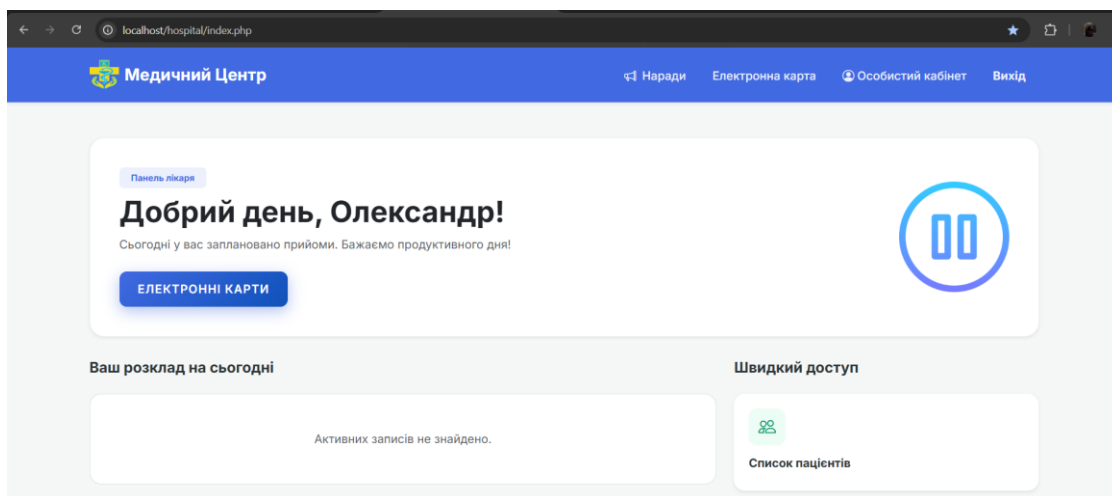 localhost/hospital/index.php
Медичний Центр
Наради Електронна карта Особистий кабінет Вихід
Панель лікаря
Добрий день, Олександр!
Сьогодні у вас заплановано прийоми. Бажаємо продуктивного дня!
ЕЛЕКТРОННІ КАРТИ
Ваш розклад на сьогодні
Активних записів не знайдено.
Швидкий доступ
Список пацієнтів